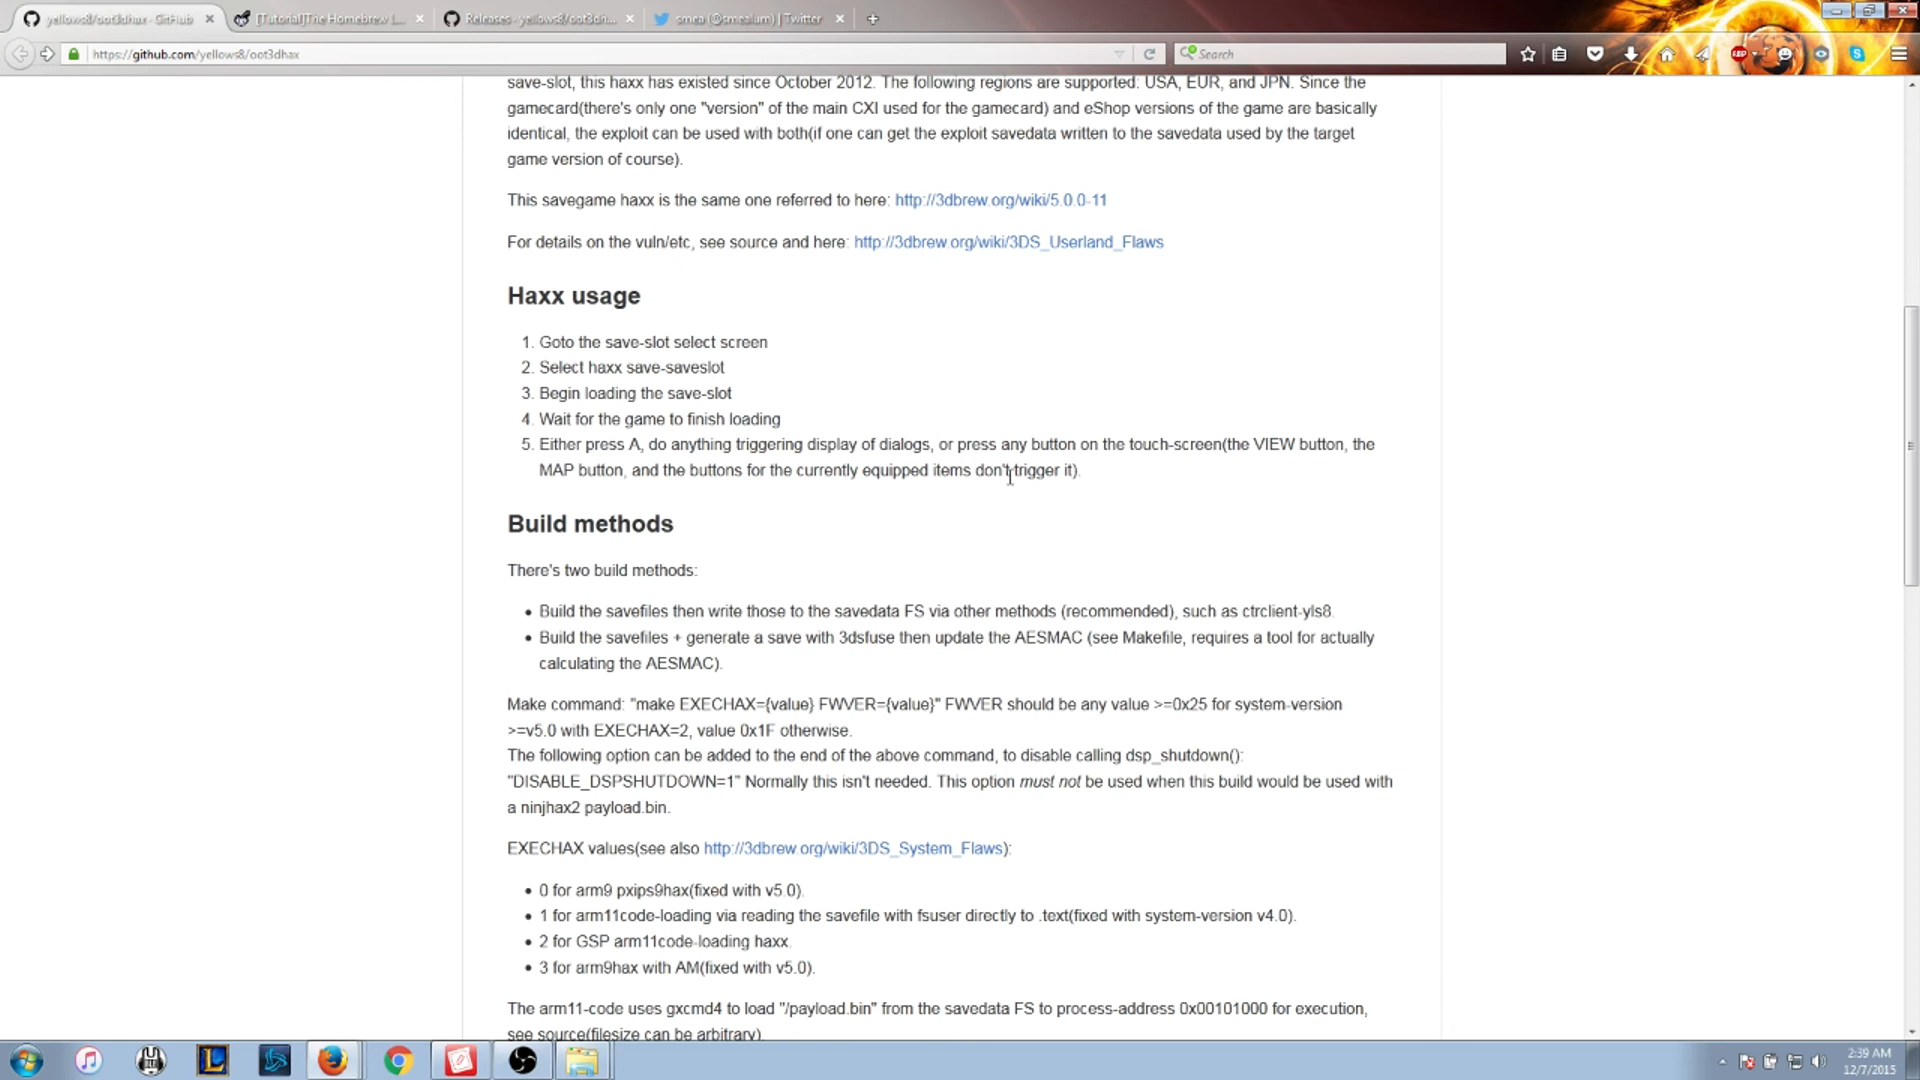 yellows8/oot3dhax · GitHub
[Tutorial]The Homebrew L...
Releases · yellows8/oot3dh...
smea (@smealum) | Twitter
https://github.com/yellows8/oot3dhax
Search
save-slot, this haxx has existed since October 2012. The following regions are supported: USA, EUR, and JPN. Since the
gamecard(there's only one "version" of the main CXI used for the gamecard) and eShop versions of the game are basically
identical, the exploit can be used with both(if one can get the exploit savedata written to the savedata used by the target
game version of course).
This savegame haxx is the same one referred to here: http://3dbrew.org/wiki/5.0.0-11
For details on the vuln/etc, see source and here: http://3dbrew.org/wiki/3DS_Userland_Flaws
Haxx usage
1. Goto the save-slot select screen
2. Select haxx save-saveslot
3. Begin loading the save-slot
4. Wait for the game to finish loading
5. Either press A, do anything triggering display of dialogs, or press any button on the touch-screen(the VIEW button, the
MAP button, and the buttons for the currently equipped items don't trigger it).
Build methods
There's two build methods:
• Build the savefiles then write those to the savedata FS via other methods (recommended), such as ctrclient-yls8.
• Build the savefiles + generate a save with 3dsfuse then update the AESMAC (see Makefile, requires a tool for actually
calculating the AESMAC).
Make command: "make EXECHAX={value} FWVER={value}" FWVER should be any value >=0x25 for system-version
>=v5.0 with EXECHAX=2, value 0x1F otherwise.
The following option can be added to the end of the above command, to disable calling dsp_shutdown():
"DISABLE_DSPSHUTDOWN=1" Normally this isn't needed. This option must not be used when this build would be used with
a ninjhax2 payload.bin.
EXECHAX values(see also http://3dbrew.org/wiki/3DS_System_Flaws):
• 0 for arm9 pxips9hax(fixed with v5.0).
• 1 for arm11code-loading via reading the savefile with fsuser directly to .text(fixed with system-version v4.0).
• 2 for GSP arm11code-loading haxx.
• 3 for arm9hax with AM(fixed with v5.0).
The arm11-code uses gxcmd4 to load "/payload.bin" from the savedata FS to process-address 0x00101000 for execution,
see source(filesize can be arbitrary).
2:39 AM
12/7/2015